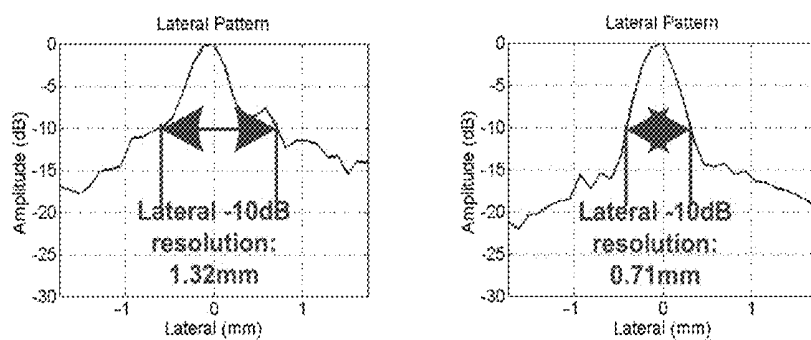 Lateral Pattern
0
-5
-10
-15
-20
-25
-30
Amplitude (dB)
Lateral -10dB
resolution:
1.32mm
-1
0
1
Lateral (mm)
Lateral Pattern
0
-5
-10
-15
-20
-25
-30
Amplitude (dB)
Lateral -10dB
resolution:
0.71mm
-1
0
1
Lateral (mm)